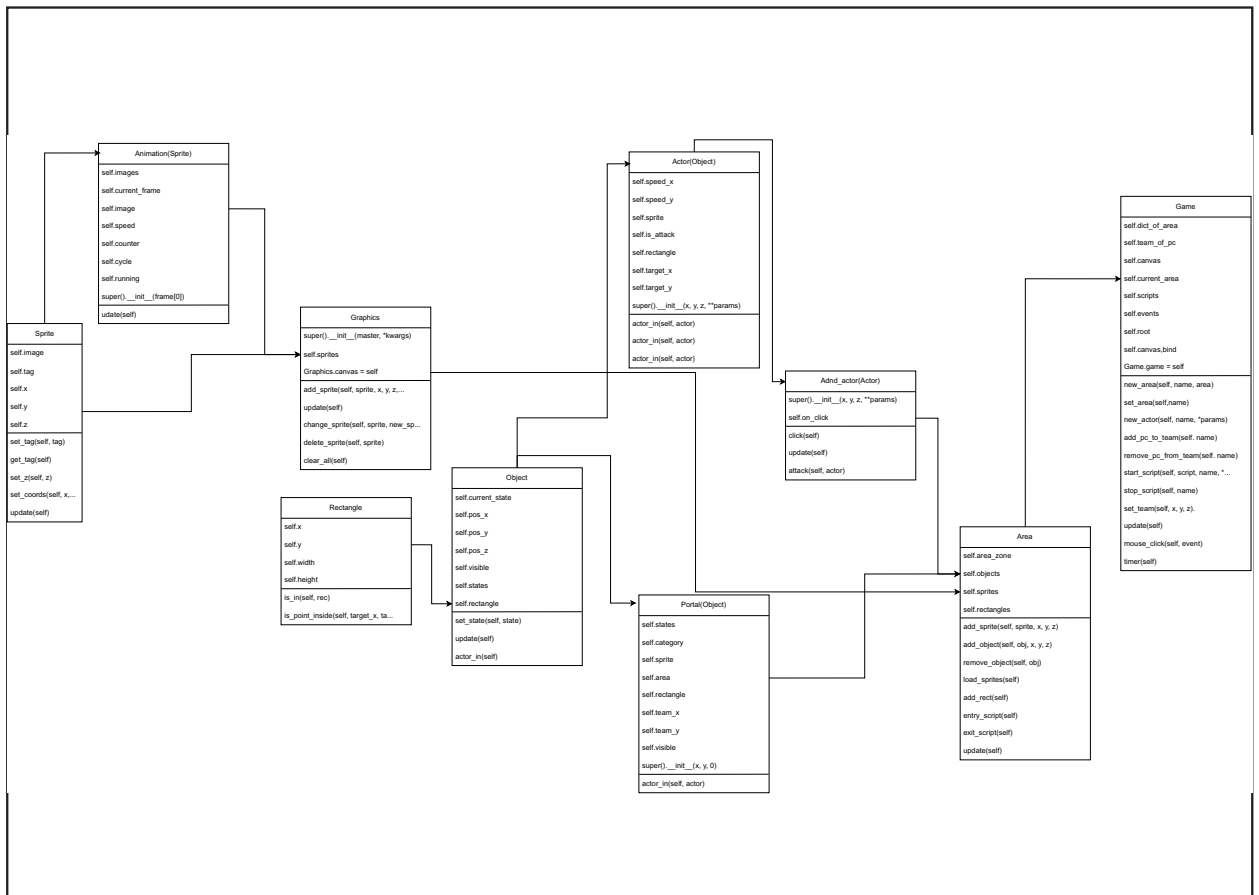 Animation(Sprite)
self.images
self.current_frame
self.image
self.speed
self.counter
self.cycle
self.running
super().__init__(frame[0])
udate(self)
Sprite
self.image
self.tag
self.x
self.y
self.z
set_tag(self, tag)
get_tag(self)
set_z(self, z)
set_coords(self, x,...
update(self)
Graphics
super().__init__(master, *kwargs)
self.sprites
Graphics.canvas = self
add_sprite(self, sprite, x, y, z,...
update(self)
change_sprite(self, sprite, new_sp...
delete_sprite(self, sprite)
clear_all(self)
Rectangle
self.x
self.y
self.width
self.height
is_in(self, rec)
is_point_inside(self, target_x, ta...
Object
self.current_state
self.pos_x
self.pos_y
self.pos_z
self.visible
self.states
self.rectangle
set_state(self, state)
update(self)
actor_in(self)
Actor(Object)
self.speed_x
self.speed_y
self.sprite
self.is_attack
self.rectangle
self.target_x
self.target_y
super().__init__(x, y, z, **params)
actor_in(self, actor)
actor_in(self, actor)
actor_in(self, actor)
Portal(Object)
self.states
self.category
self.sprite
self.area
self.rectangle
self.team_x
self.team_y
self.visible
super().__init__(x, y, 0)
actor_in(self, actor)
Adnd_actor(Actor)
super().__init__(x, y, z, **params)
self.on_click
click(self)
update(self)
attack(self, actor)
Area
self.area_zone
self.objects
self.sprites
self.rectangles
add_sprite(self, sprite, x, y, z)
add_object(self, obj, x, y, z)
remove_object(self, obj)
load_sprites(self)
add_rect(self)
entry_script(self)
exit_script(self)
update(self)
Game
self.dict_of_area
self.team_of_pc
self.canvas
self.current_area
self.scripts
self.events
self.root
self.canvas,bind
Game.game = self
new_area(self, name, area)
set_area(self,name)
new_actor(self, name, *params)
add_pc_to_team(self. name)
remove_pc_from_team(self. name)
start_script(self, script, name, *...
stop_script(self, name)
set_team(self, x, y, z).
update(self)
mouse_click(self, event)
timer(self)